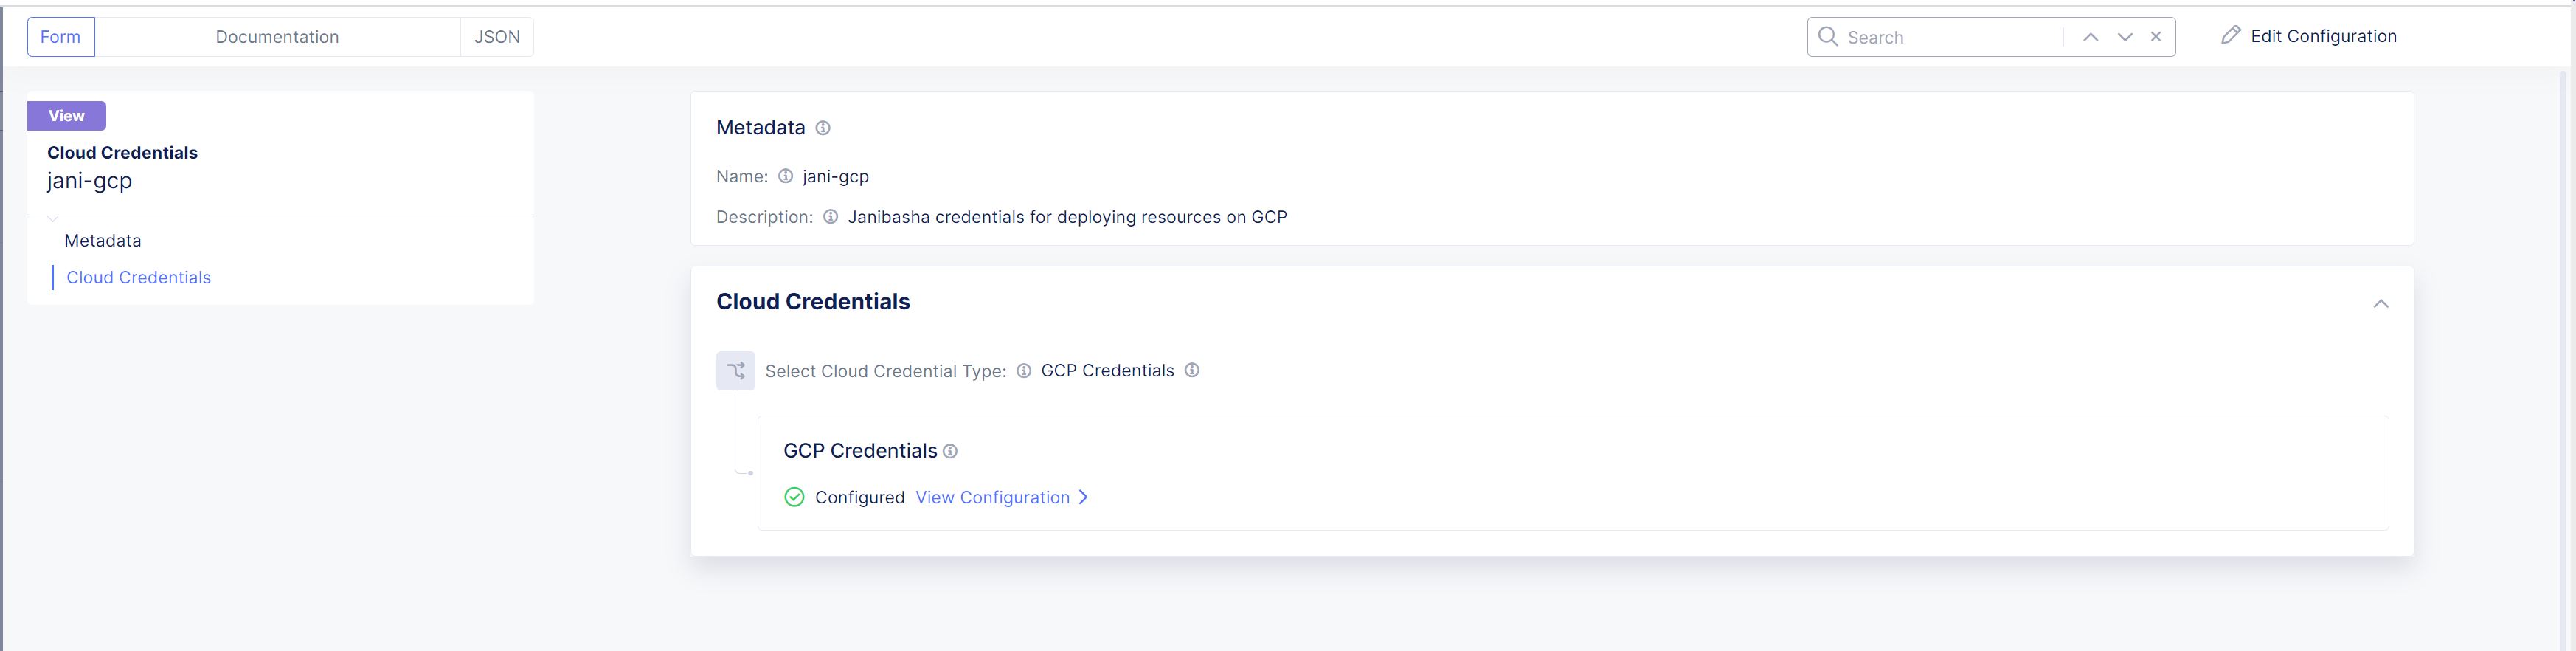 Form
Documentation
JSON
Search
Edit Configuration
View
Cloud Credentials
jani-gcp
Metadata
Cloud Credentials
Metadata
Name: jani-gcp
Description: Janibasha credentials for deploying resources on GCP
Cloud Credentials
Select Cloud Credential Type: GCP Credentials
GCP Credentials
Configured View Configuration